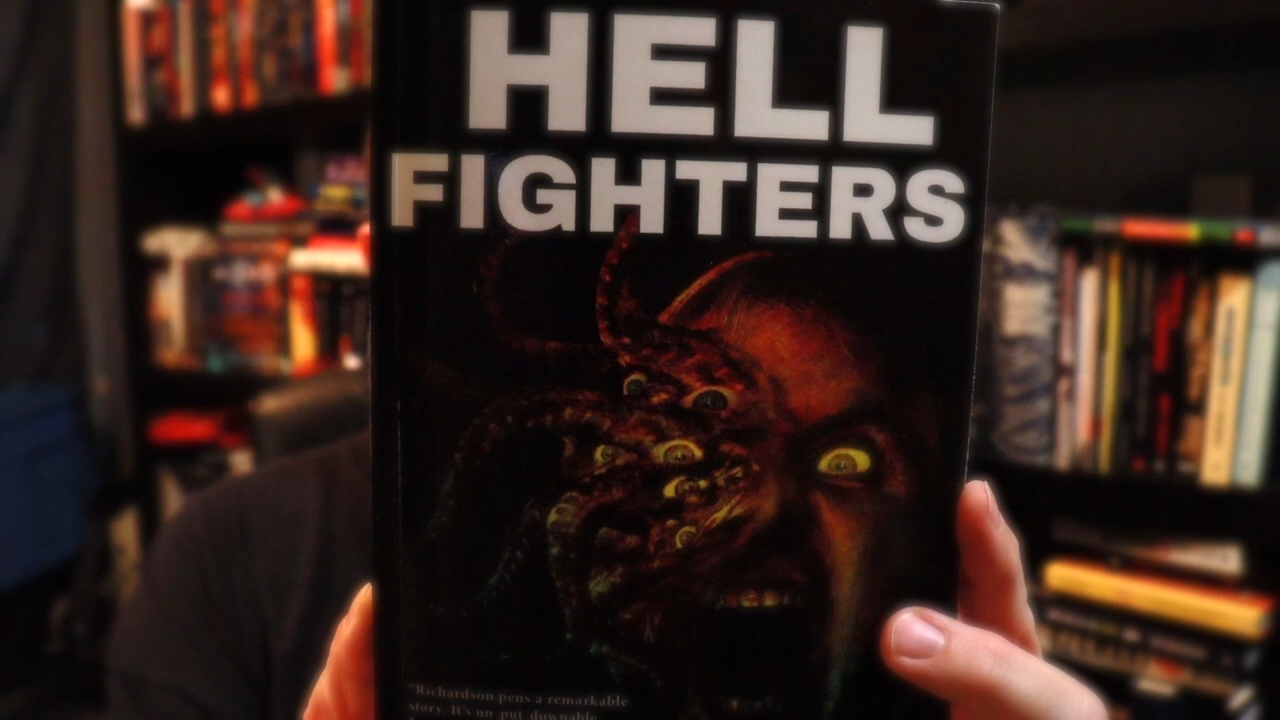 HELL
FIGHTERS
"Richardson pens a remarkable
story. It's un-put-downable